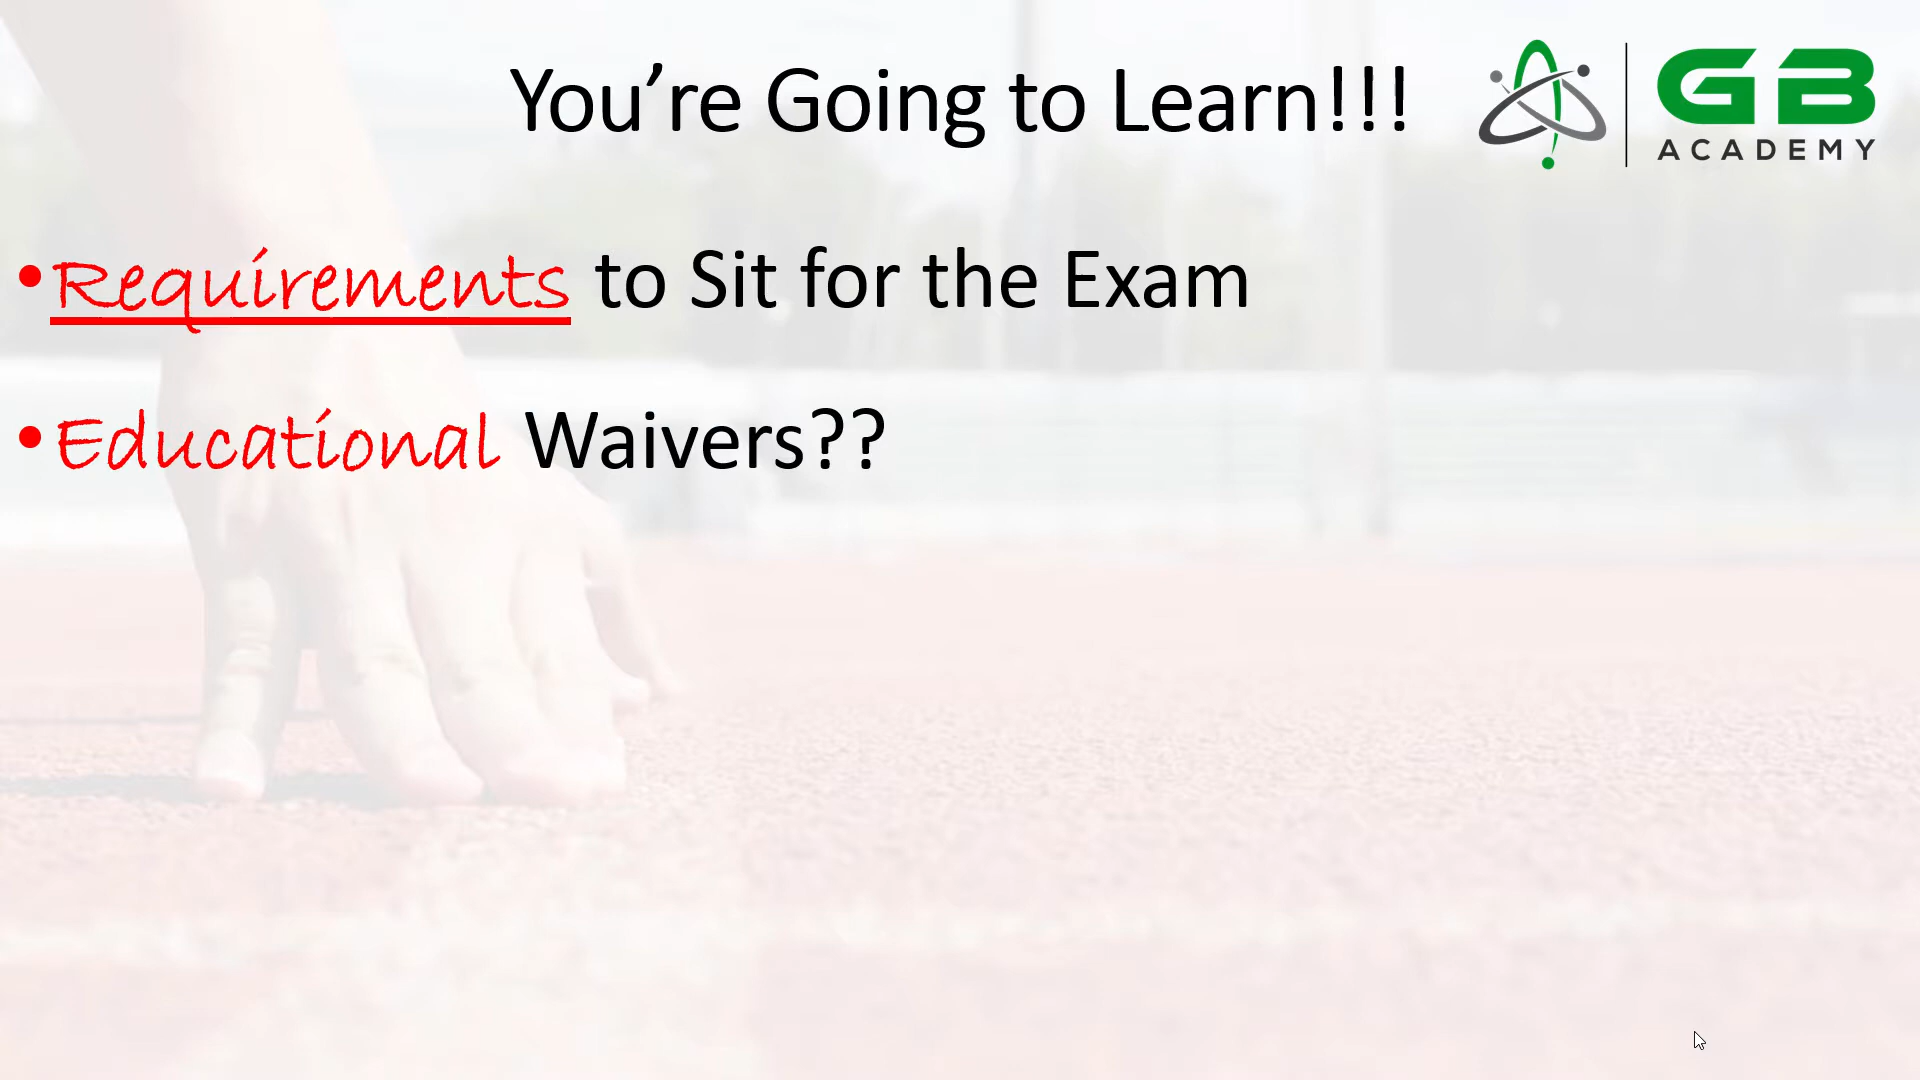 You’re Going to Learn!!!
GB
ACADEMY
•Requirements to Sit for the Exam
•Educational Waivers??